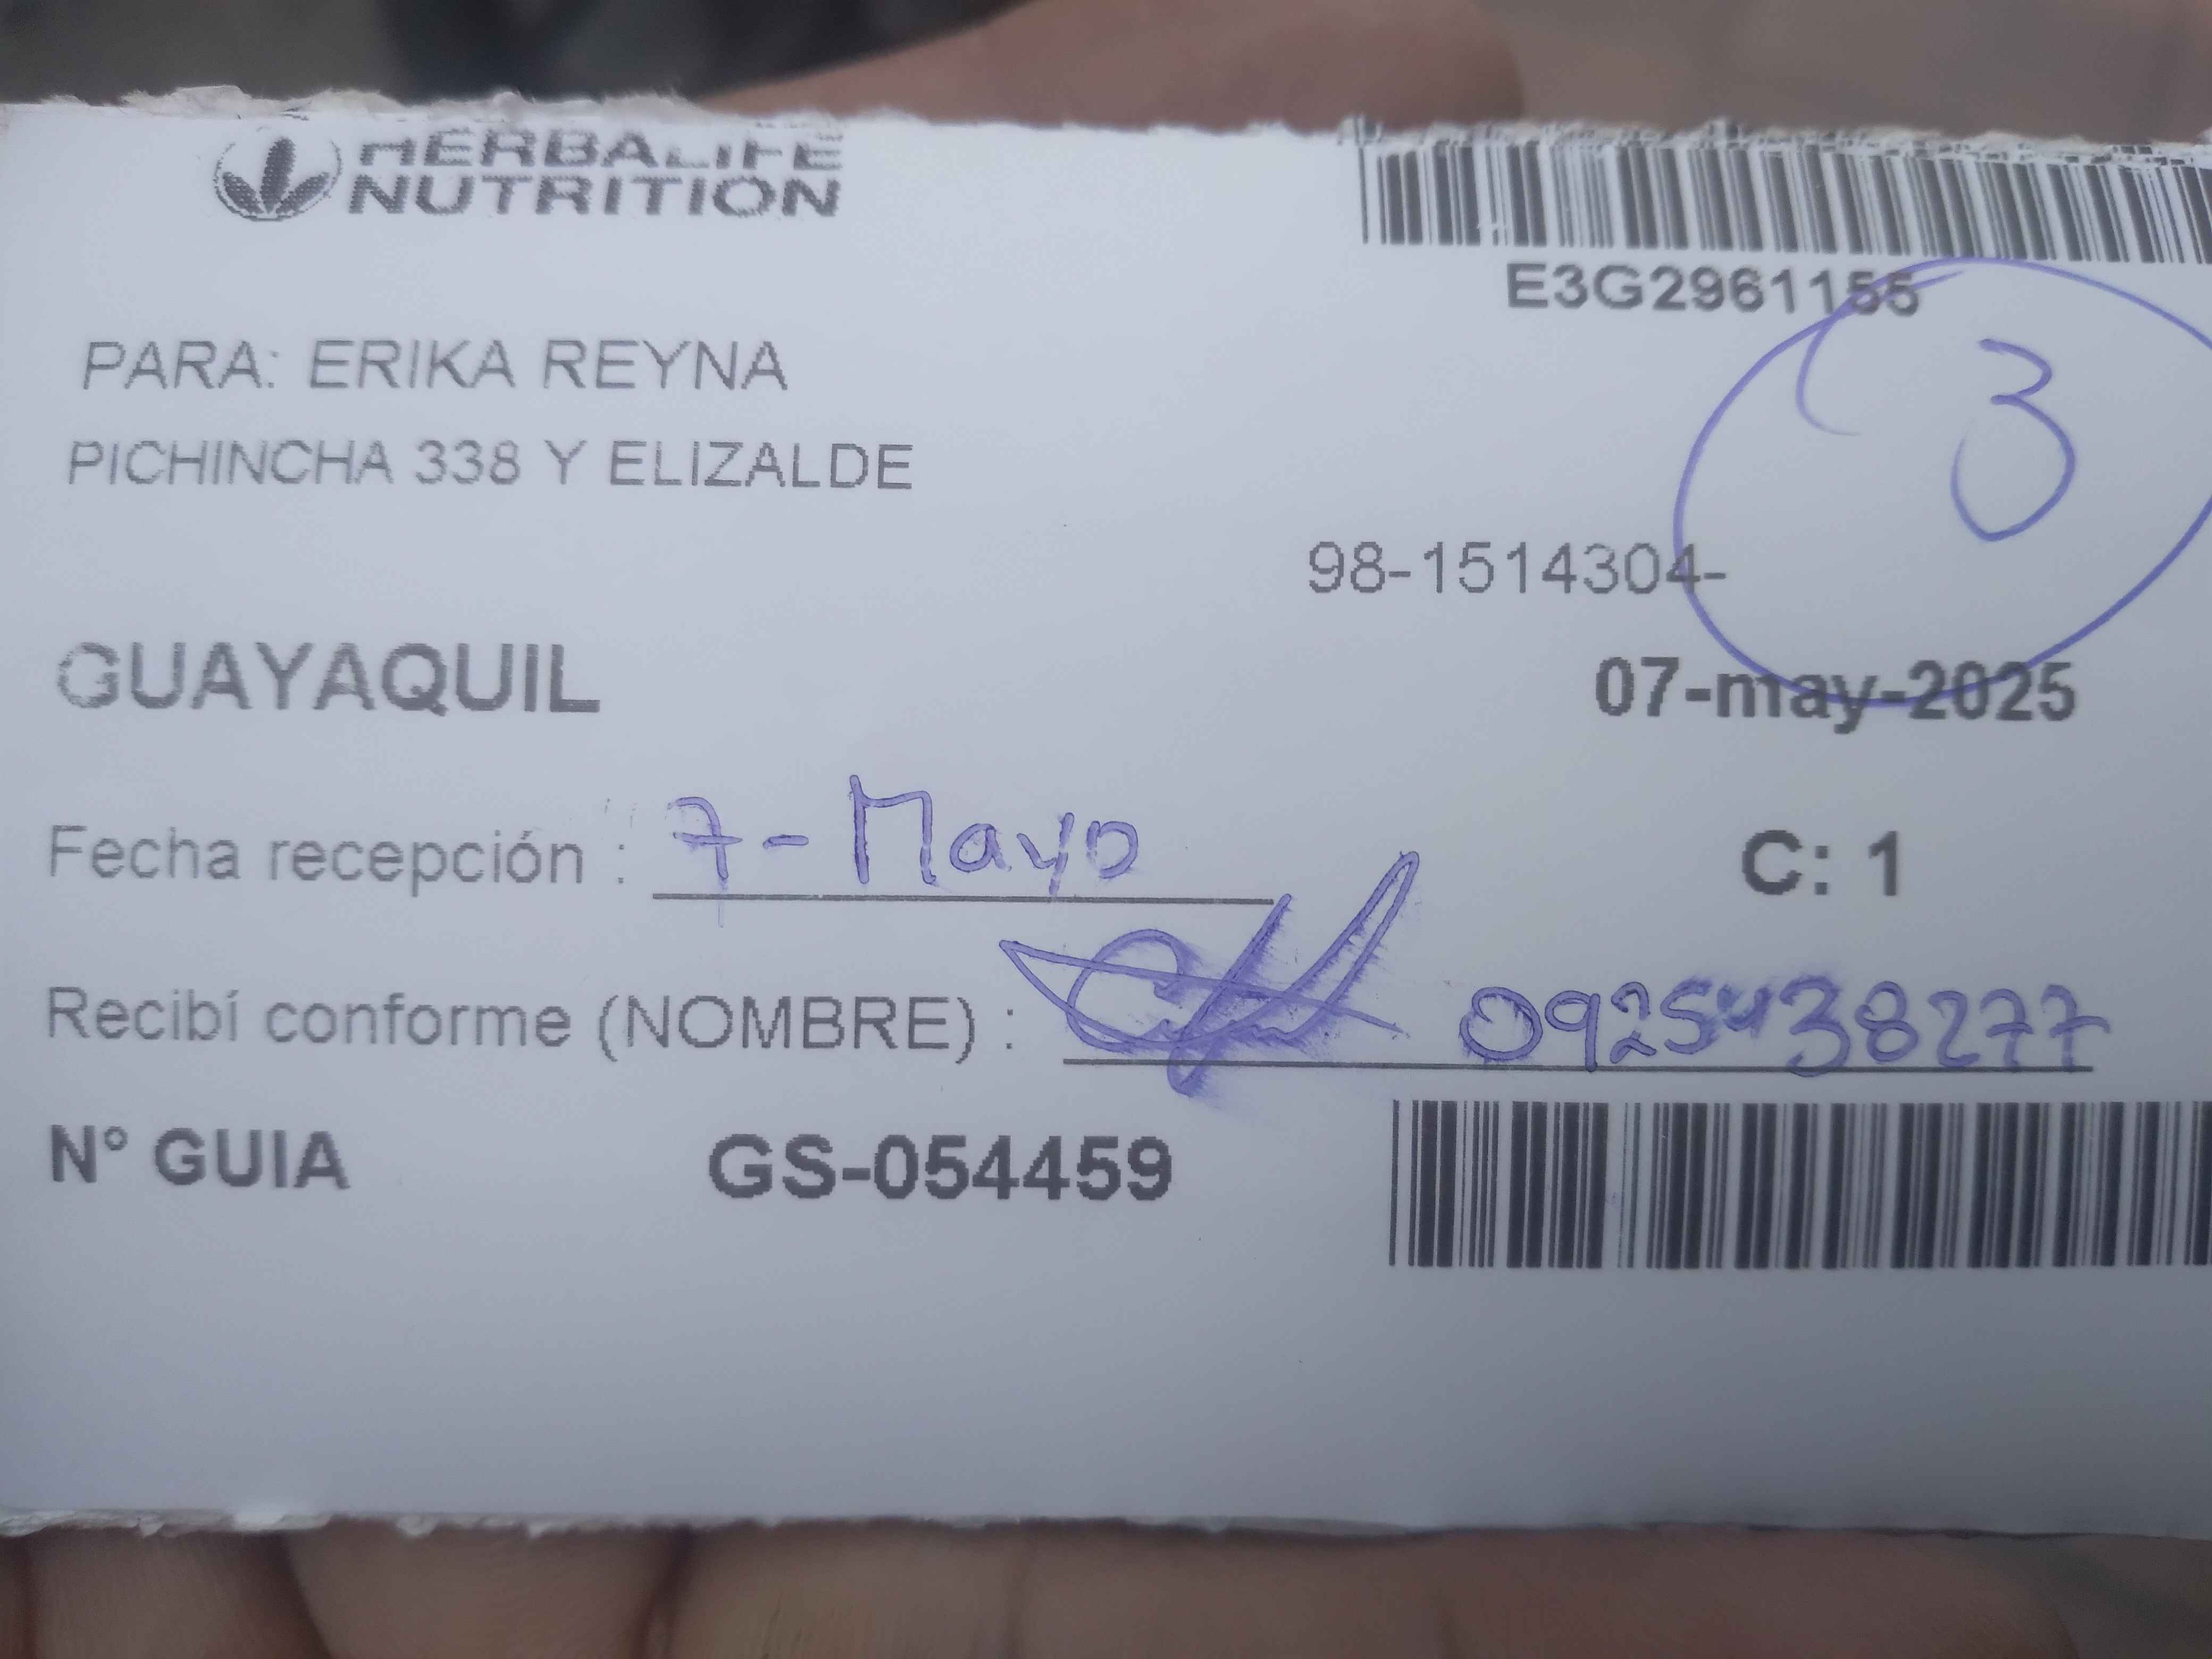 HERBALIFE
NUTRITION
E3G2961155
3
PARA: ERIKA REYNA
PICHINCHA 338 Y ELIZALDE
98-1514304-
GUAYAQUIL
07-may-2025
Fecha recepción : 7-Mayo
C: 1
Recibí conforme (NOMBRE) : 0925438277
N° GUIA GS-054459